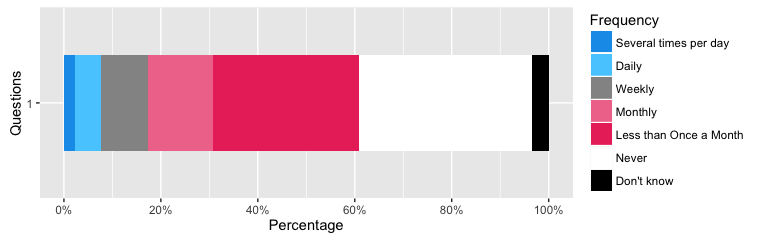 Questions
1
0%
20%
40%
60%
80%
100%
Percentage
Frequency
Several times per day
Daily
Weekly
Monthly
Less than Once a Month
Never
Don't know